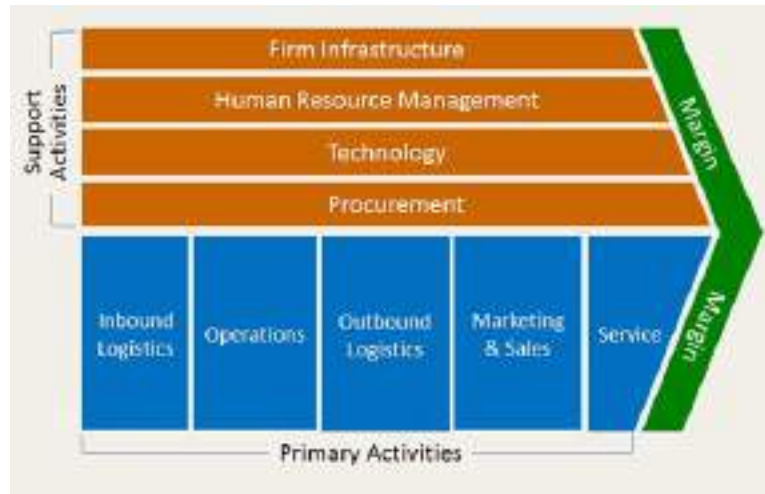 Support
Activities
Firm Infrastructure
Human Resource Management
Technology
Procurement
Margin
Inbound
Logistics
Operations
Outbound
Logistics
Marketing
& Sales
Service
Margin
Primary Activities